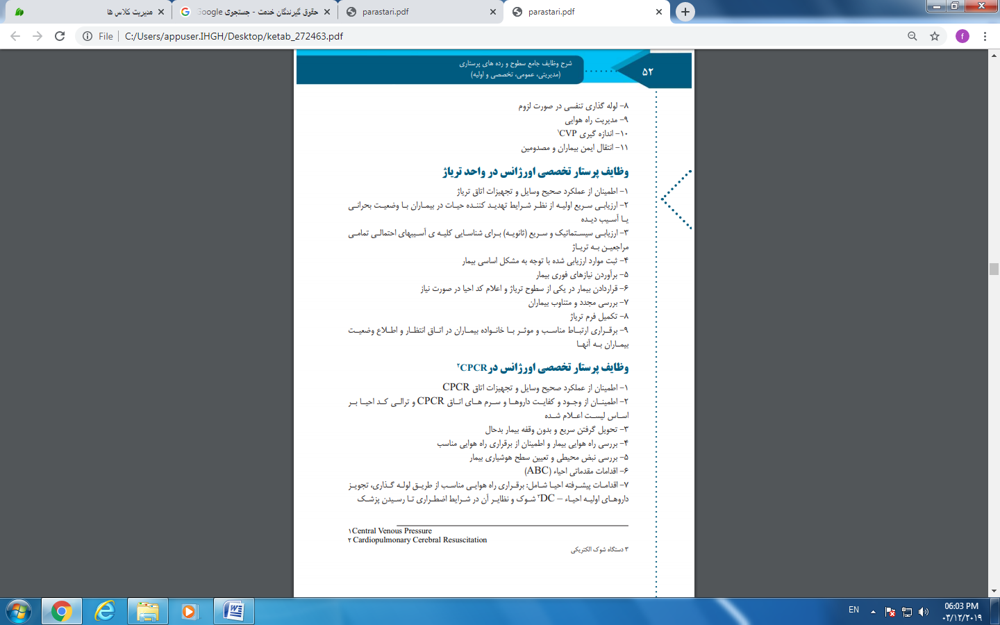 مدیریت کلاس ها
حقوق گیرندگان خدمت - جستجوی Google
parastari.pdf
parastari.pdf
File
C:/Users/appuser.IHGH/Desktop/ketab_272463.pdf
f
شرح وظایف جامع سطوح و رده های پرستاری
(مدیریتی، عمومی، تخصصی و اولیه)
۵۲
۸- لوله گذاری تنفسی در صورت لزوم
۹- مدیریت راه هوایی
۱۰- اندازه گیری CVP۱
۱۱- انتقال ایمن بیماران و مصدومین
وظایف پرستار تخصصی اورژانس در واحد تریاژ
۱- اطمینان از عملکرد صحیح وسایل و تجهیزات اتاق تریاژ
۲- ارزیابی سریع اولیه از نظر شرایط تهدید کننده حیات در بیماران با وضعیت بحرانی
یا آسیب دیده
۳- ارزیابی سیستماتیک و سریع (ثانویه) برای شناسایی کلیه ی آسیبهای احتمالی تمامی
مراجعین به تریاژ
۴- ثبت موارد ارزیابی شده با توجه به مشکل اساسی بیمار
۵- برآوردن نیازهای فوری بیمار
۶- قراردادن بیمار در یکی از سطوح تریاژ و اعلام کد احیا در صورت نیاز
۷- بررسی مجدد و متناوب بیماران
۸- تکمیل فرم تریاژ
۹- برقراری ارتباط مناسب و موثر با خانواده بیماران در اتاق انتظار و اطلاع وضعیت
بیماران به آنها
وظایف پرستار تخصصی اورژانس در CPCR۲
۱- اطمینان از عملکرد صحیح وسایل و تجهیزات اتاق CPCR
۲- اطمینان از وجود و کفایت داروها و سرم های اتاق CPCR و ترالی کد احیا بر
اساس لیست اعلام شده
۳- تحویل گرفتن سریع و بدون وقفه بیمار بدحال
۴- بررسی راه هوایی بیمار و اطمینان از برقراری راه هوایی مناسب
۵- بررسی نبض محیطی و تعیین سطح هوشیاری بیمار
۶- اقدامات مقدماتی احیاء (ABC)
۷- اقدامات پیشرفته احیا شامل: برقراری راه هوایی مناسب از طریق لوله گذاری، تجویز
داروهای اولیه احیاء – DC۳ شوک و نظایر آن در شرایط اضطراری تا رسیدن پزشک
۱Central Venous Pressure
۲ Cardiopulmonary Cerebral Resuscitation
۳ دستگاه شوک الکتریکی
EN
06:03 PM
۰۳/۱۲/۲۰۱۹